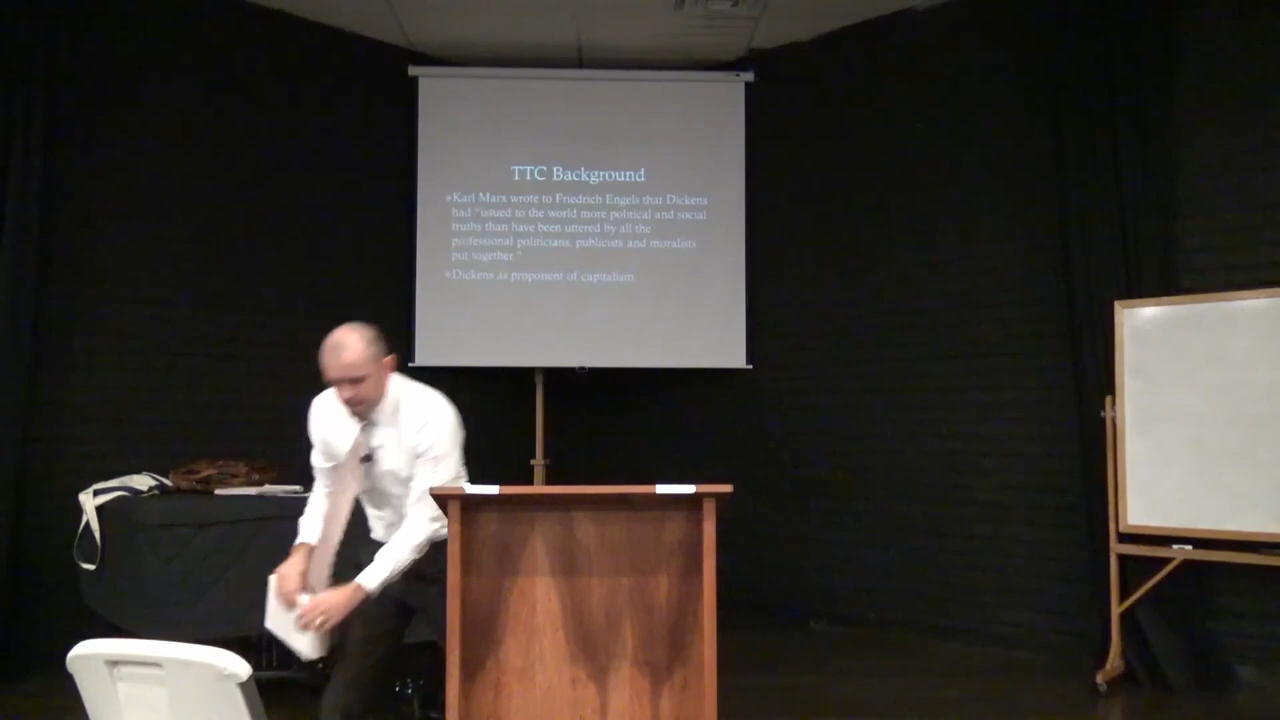 TTC Background
Karl Marx wrote to Friedrich Engels that Dickens
had "issued to the world more political and social
truths than have been uttered by all the
professional politicians, publicists and moralists
put together."
Dickens as proponent of capitalism